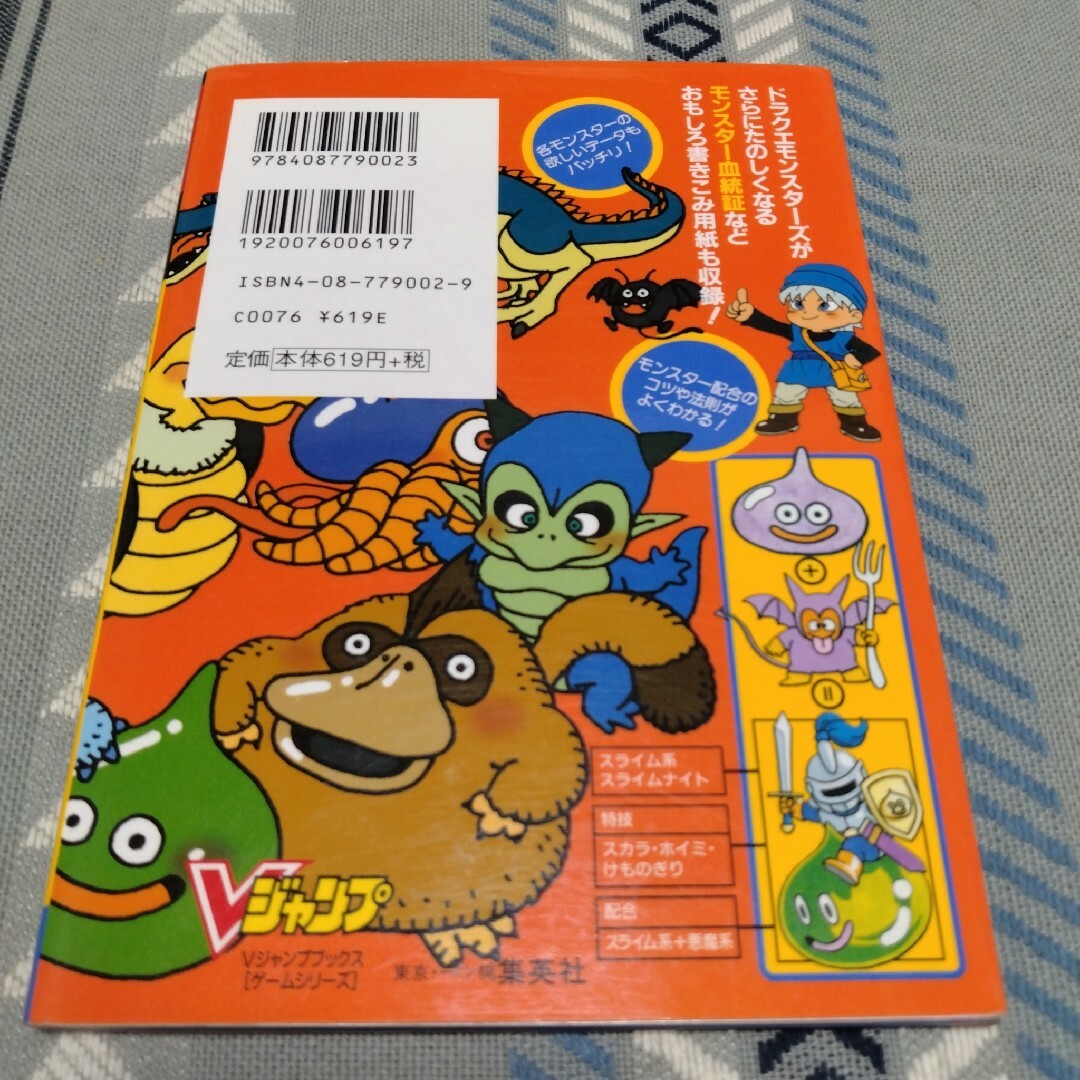 9784087790023
1920076006197
ISBN4-08-779002-9
C0076 ¥619E
定価 本体619円+税
各モンスターの
欲しいデータも
バッチリ!
ドラクエモンスターズが
さらにたのしくなる
モンスター血統証など
おもしろ書きこみ用紙も収録!
モンスター配合の
コツや法則が
よくわかる!
+
=
スライム系
スライムナイト
特技
スカラ・ホイミ・
けものぎり
配合
スライム系+悪魔系
Vジャンプ
Vジャンプブックス
[ゲームシリーズ]
東京・
集英社